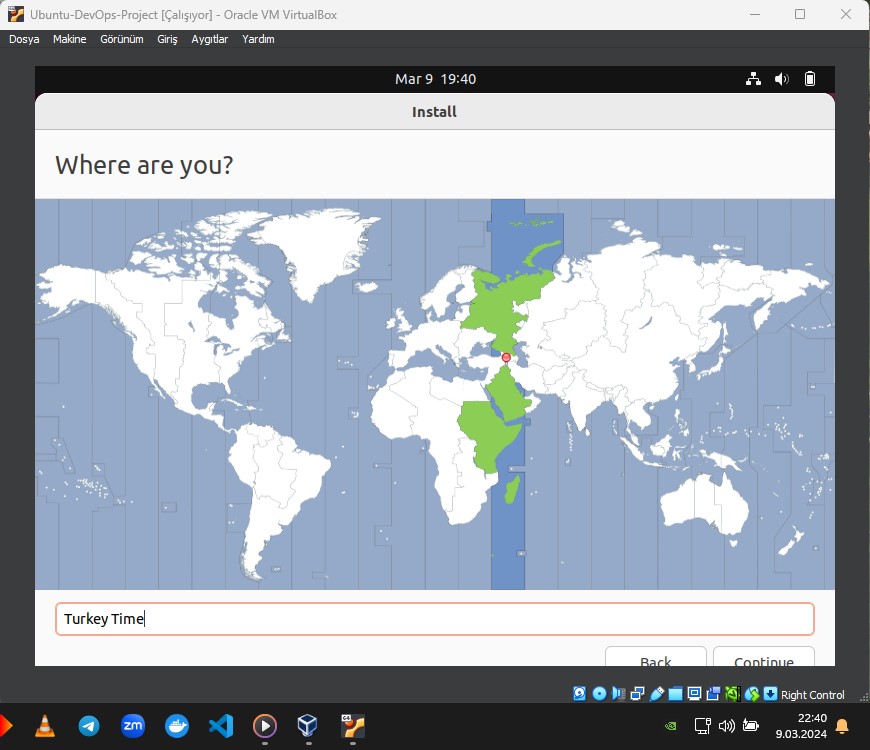 Ubuntu-DevOps-Project [Çalışıyor] - Oracle VM VirtualBox
Dosya Makine Görünüm Giriş Aygıtlar Yardım
Mar 9 19:40
Install
Where are you?
Turkey Time
Back Continue
Right Control
zm
22:40
9.03.2024